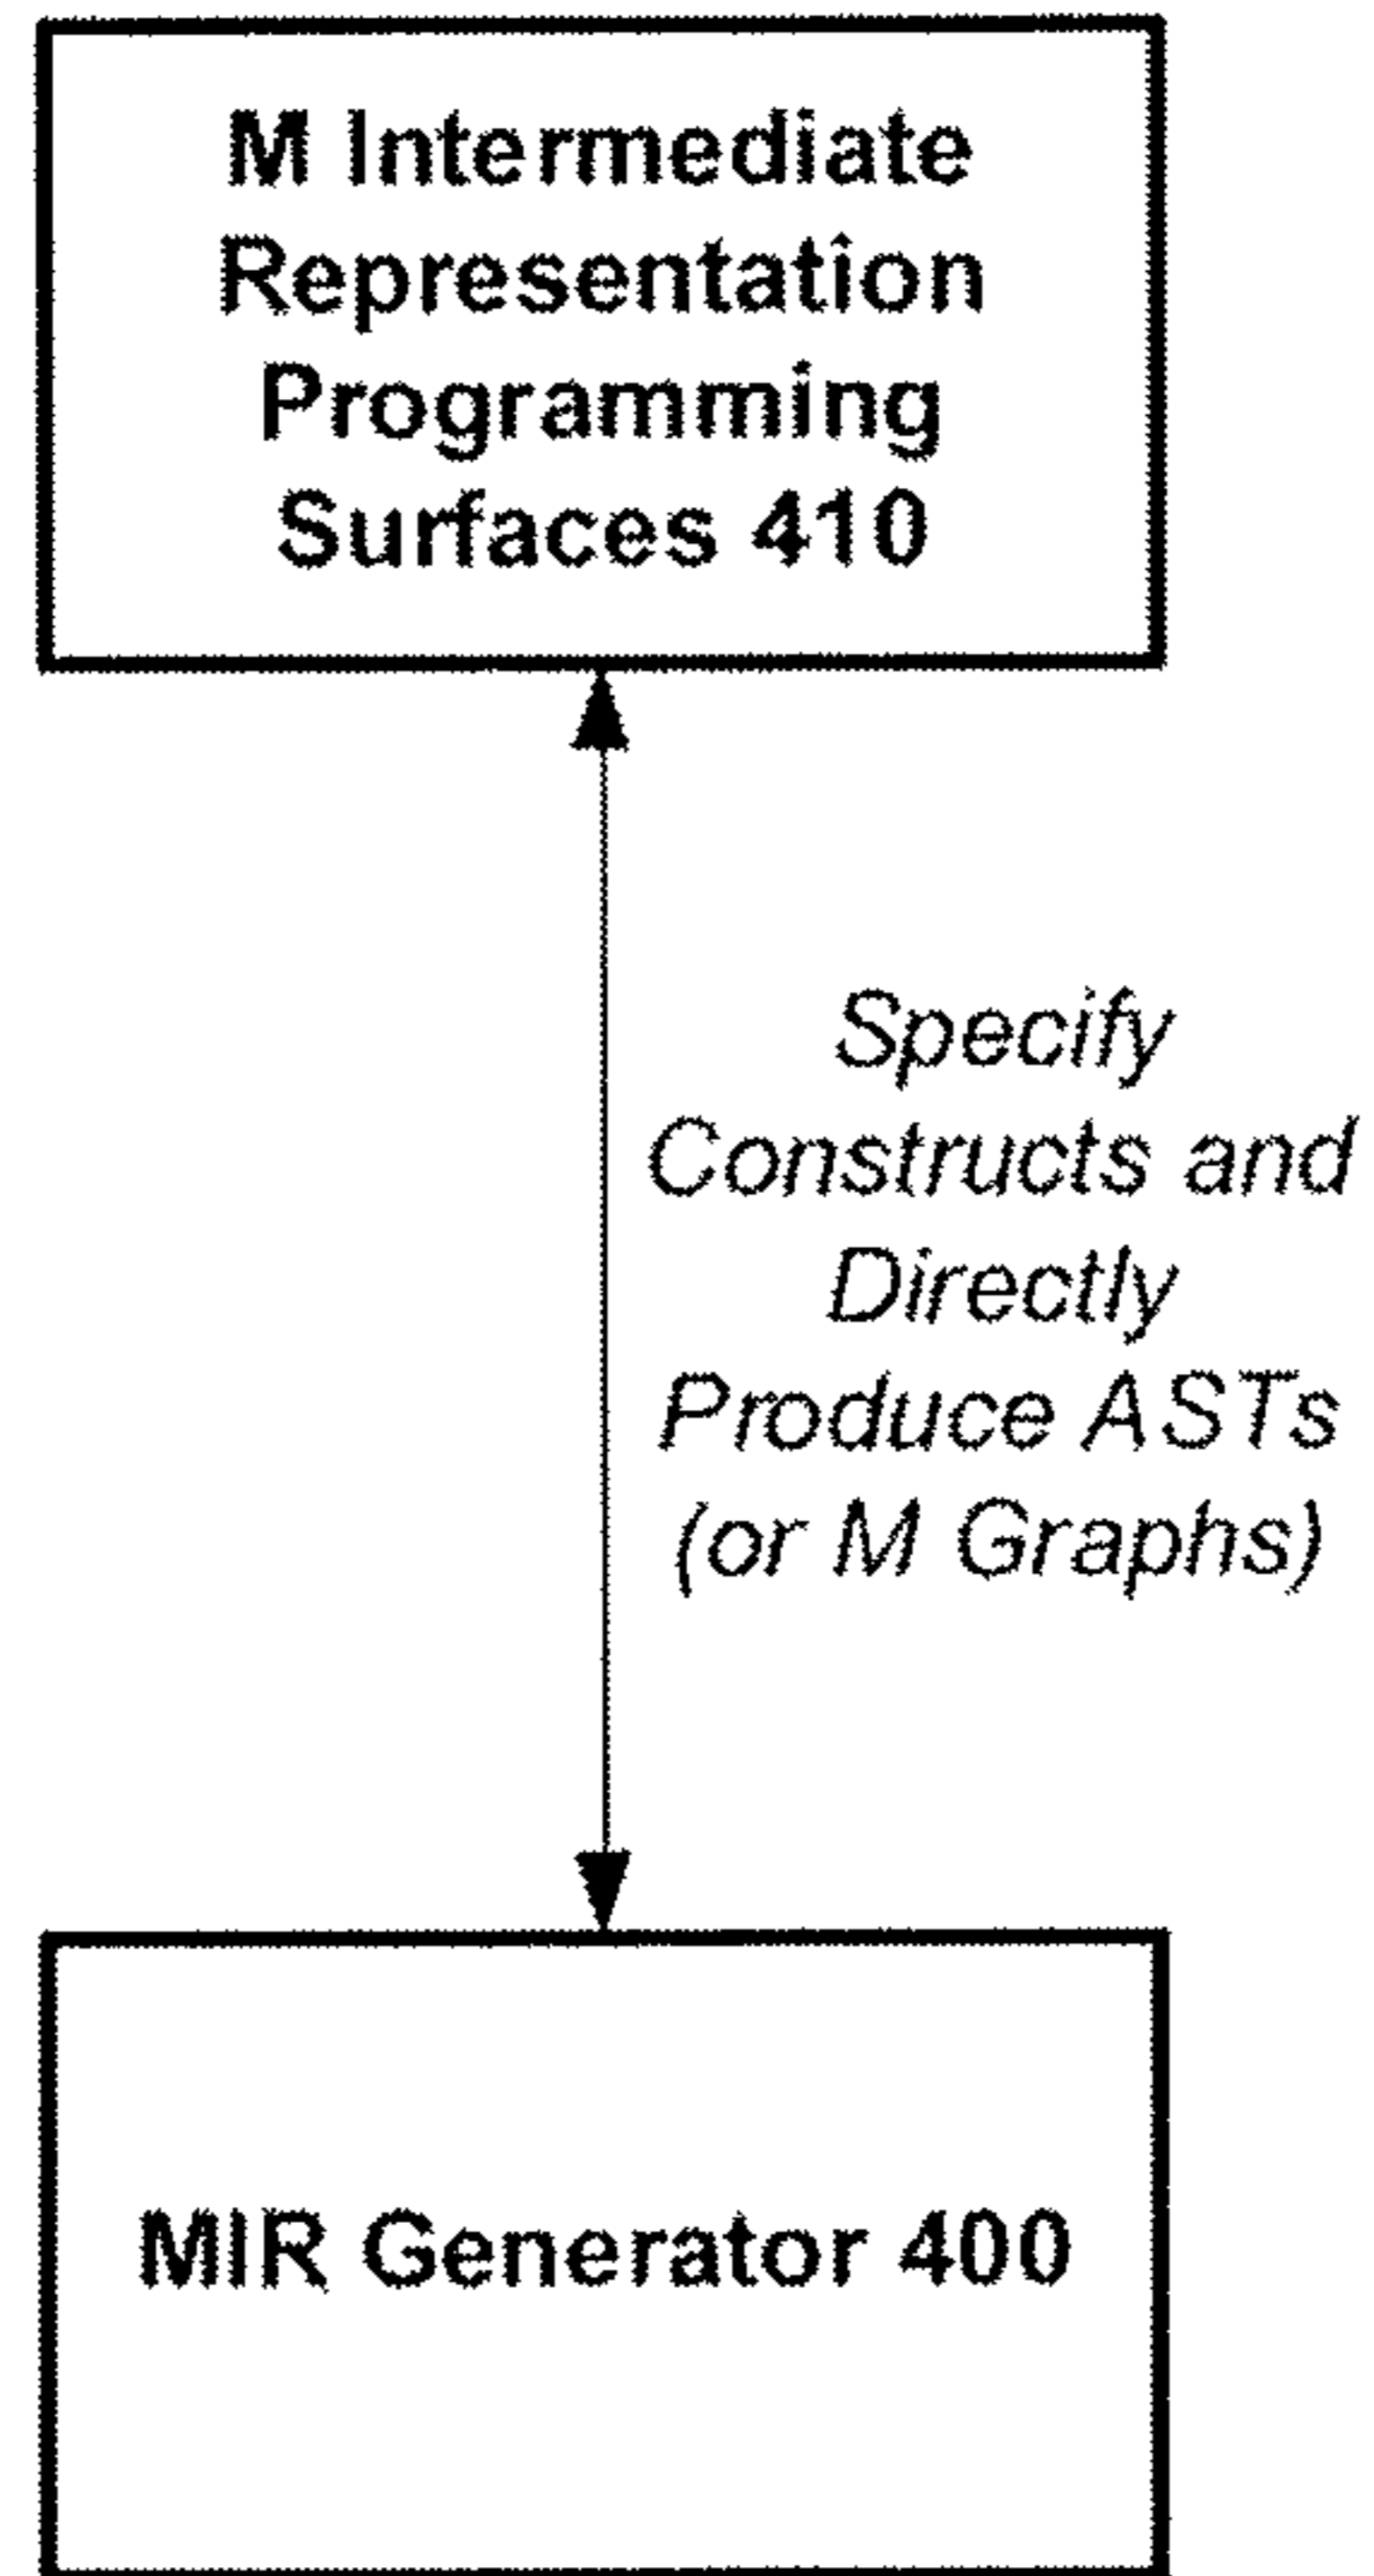 M Intermediate
Representation
Programming
Surfaces 410
Specify
Constructs and
Directly
Produce ASTs
(or M Graphs)
MIR Generator 400